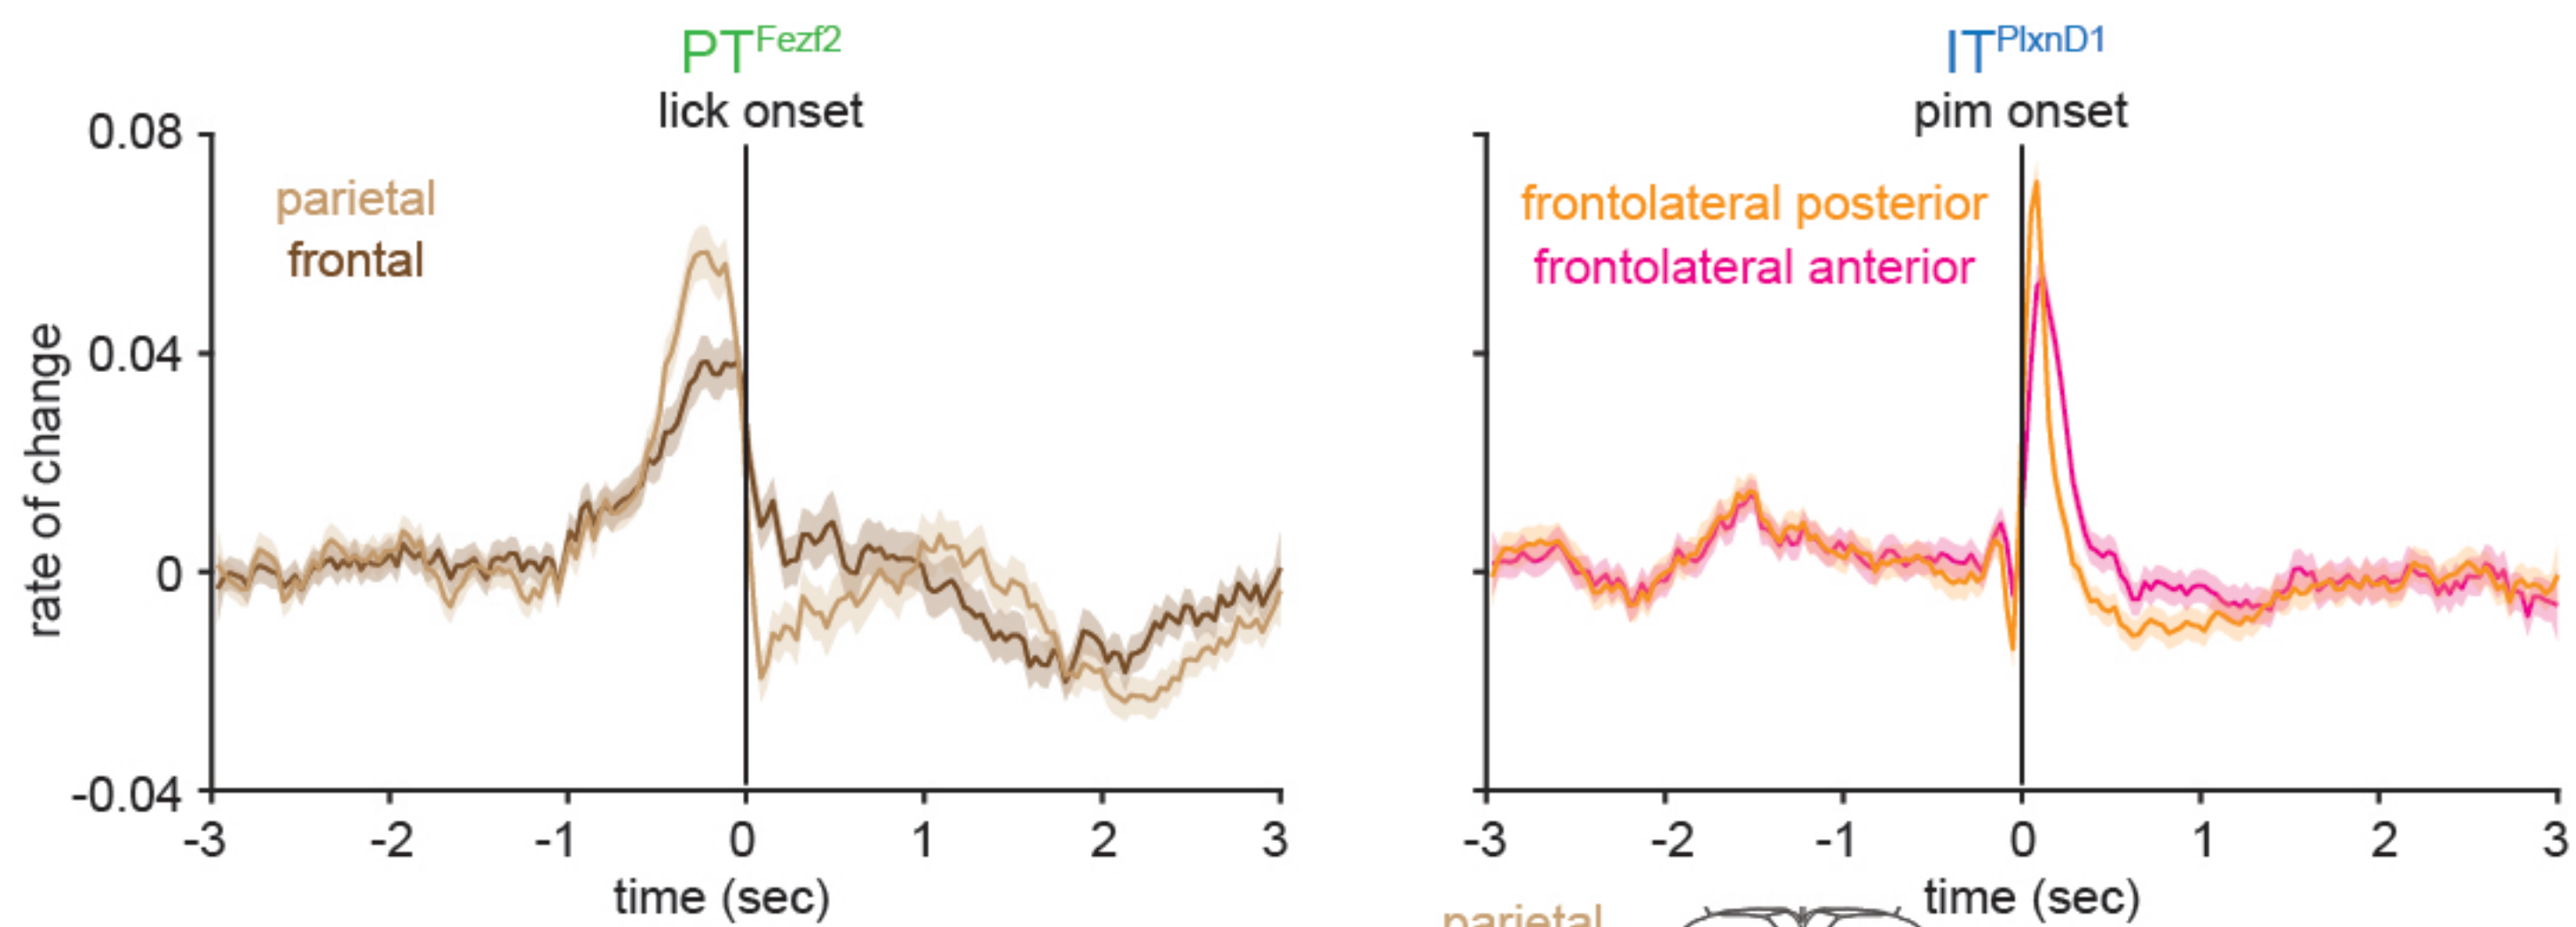 PTFezf2
lick onset
0.08
0.04
0
-0.04
rate of change
parietal
frontal
-3 -2 -1 0 1 2 3
time (sec)
ITPlxnD1
pim onset
frontolateral posterior
frontolateral anterior
-3 -2 -1 0 1 2 3
time (sec)
parietal